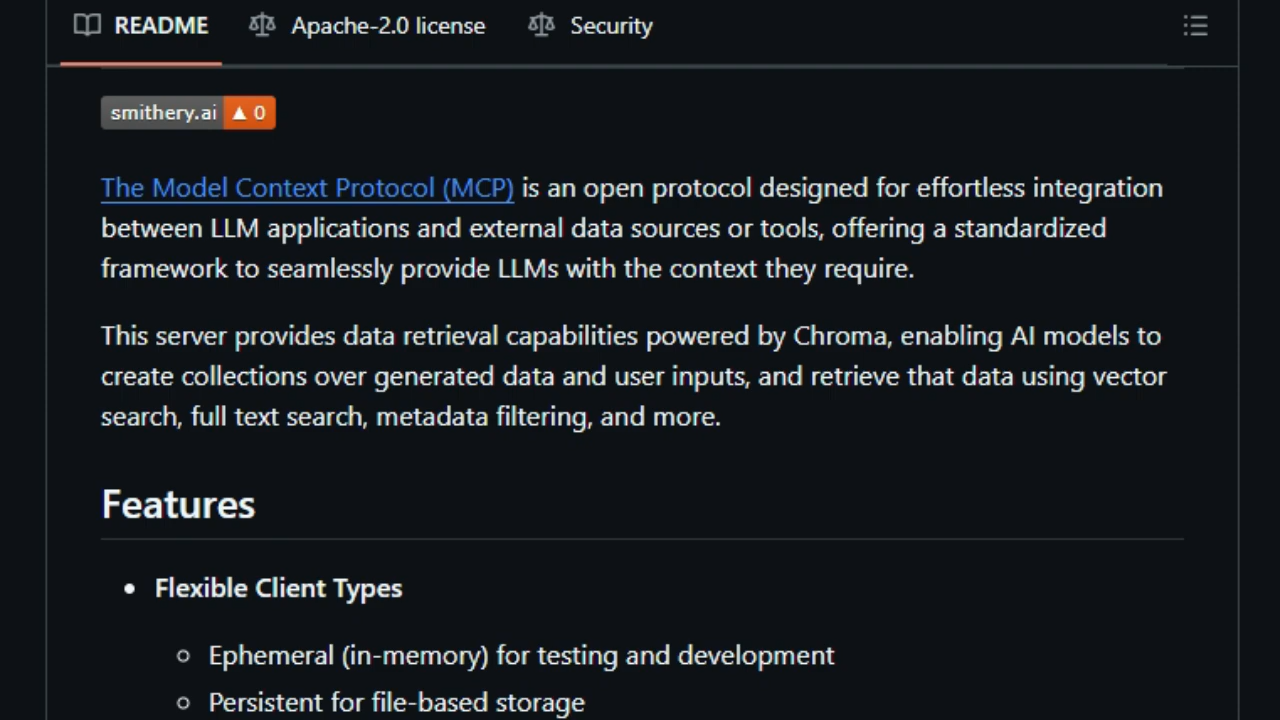 README Apache-2.0 license Security
smithery.ai ▲ 0
The Model Context Protocol (MCP) is an open protocol designed for effortless integration
between LLM applications and external data sources or tools, offering a standardized
framework to seamlessly provide LLMs with the context they require.
This server provides data retrieval capabilities powered by Chroma, enabling AI models to
create collections over generated data and user inputs, and retrieve that data using vector
search, full text search, metadata filtering, and more.
Features
• Flexible Client Types
○ Ephemeral (in-memory) for testing and development
○ Persistent for file-based storage